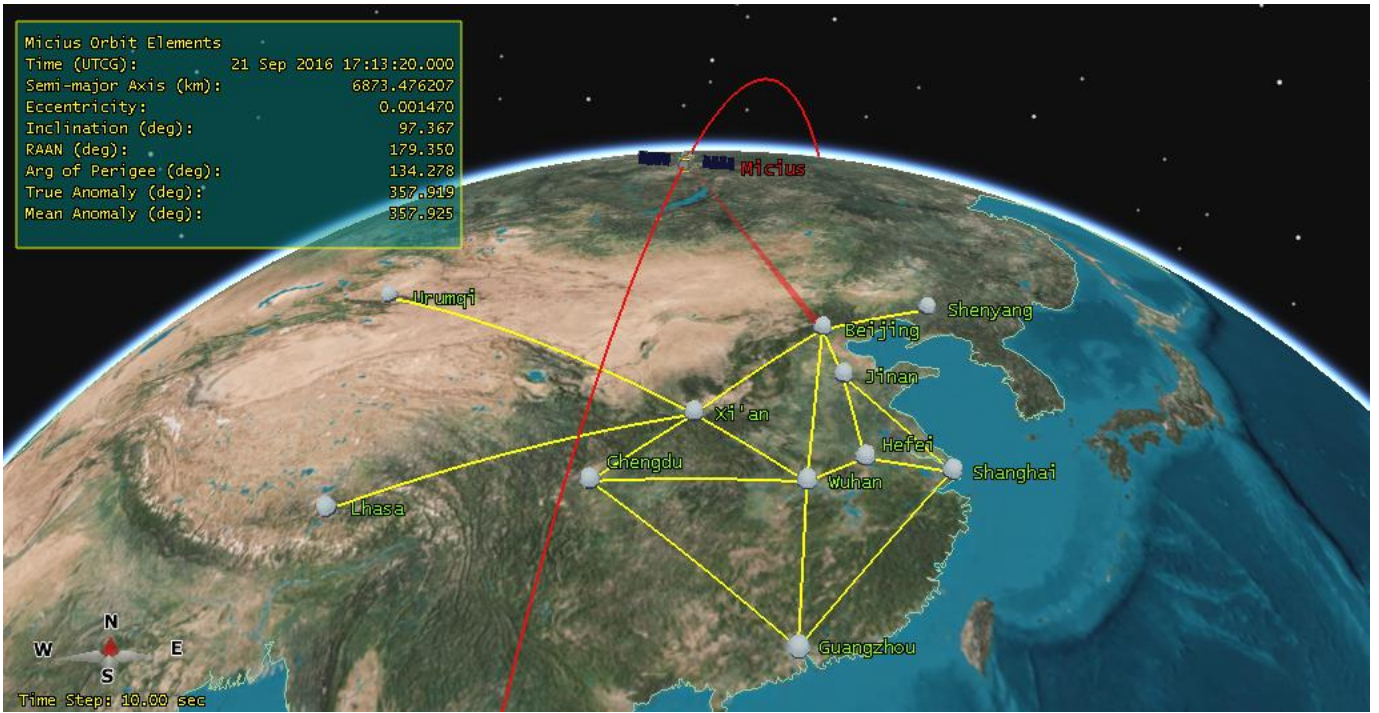 Micius Orbit Elements
Time (UTCG): 21 Sep 2016 17:13:20.000
Semi-major Axis (km): 6873.476207
Eccentricity: 0.001470
Inclination (deg): 97.367
RAAN (deg): 179.350
Arg of Perigee (deg): 134.278
True Anomaly (deg): 357.919
Mean Anomaly (deg): 357.925
Micius
Urumqi
Shenyang
Beijing
Jinan
Xi'an
Hefei
Chengdu
Shanghai
Wuhan
Lhasa
Guangzhou
N
W E
S
Time Step: 10.00 sec